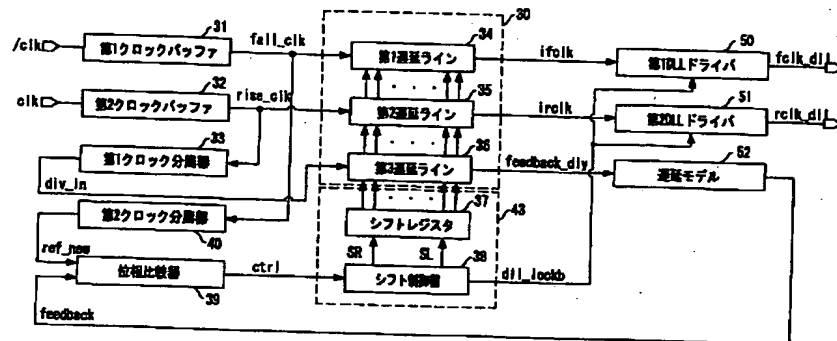 30
31
34
50
/clk
第1クロックバッファ
fall_clk
第1遅延ライン
ifclk
第1DLLドライバ
fclk_dll
32
35
51
clk
第2クロックバッファ
rise_clk
第2遅延ライン
irclk
第2DLLドライバ
rclk_dll
33
36
52
第1クロック分周器
第3遅延ライン
feedback_dly
遅延モデル
div_in
37
43
第2クロック分周器
シフトレジスタ
40
SR
SL
38
ref_new
位相比較器
ctrl
シフト制御器
dll_lockb
39
feedback